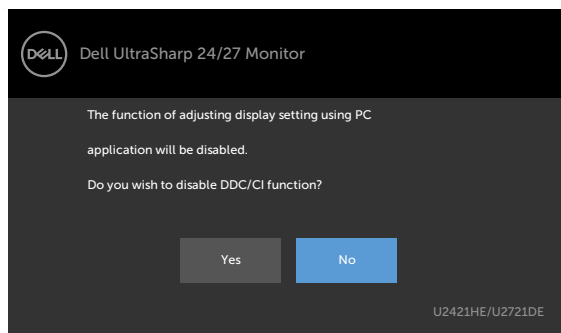 DELL
Dell UltraSharp 24/27 Monitor
The function of adjusting display setting using PC
application will be disabled.
Do you wish to disable DDC/CI function?
Yes No
U2421HE/U2721DE